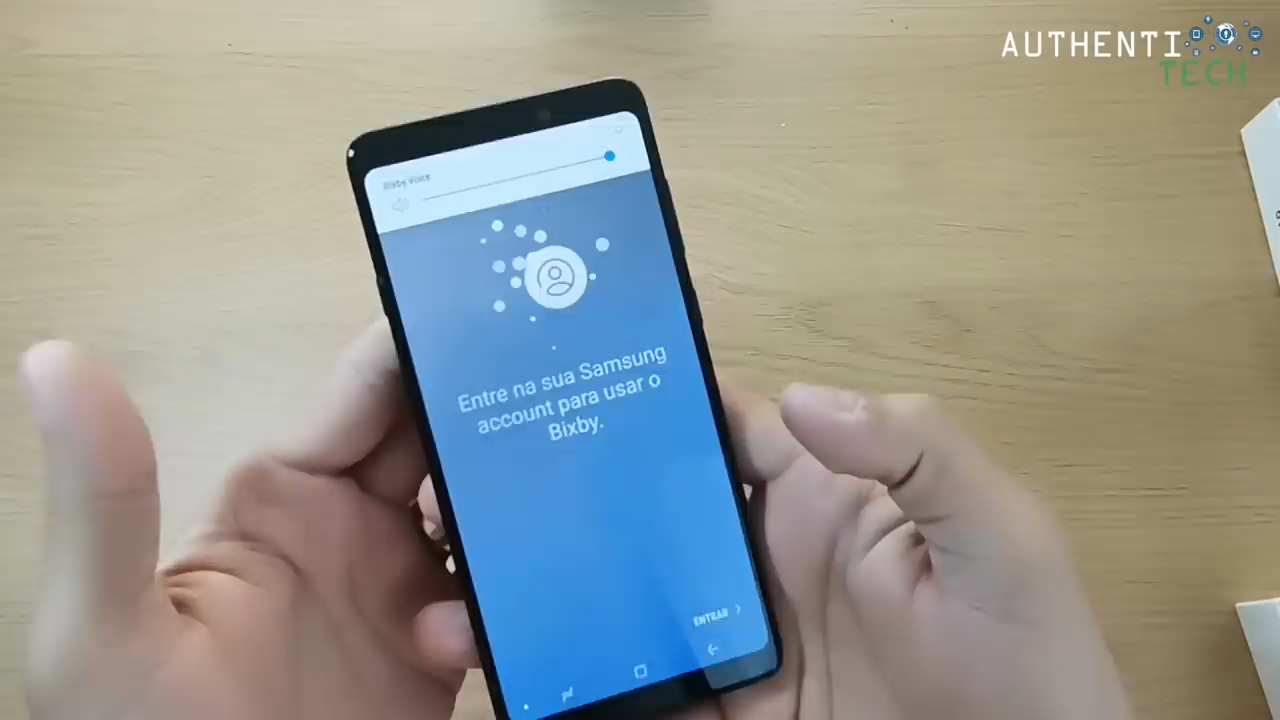 AUTHENTI
TECH
Bixby Voice
Entre na sua Samsung
account para usar o
Bixby.
ENTRAR